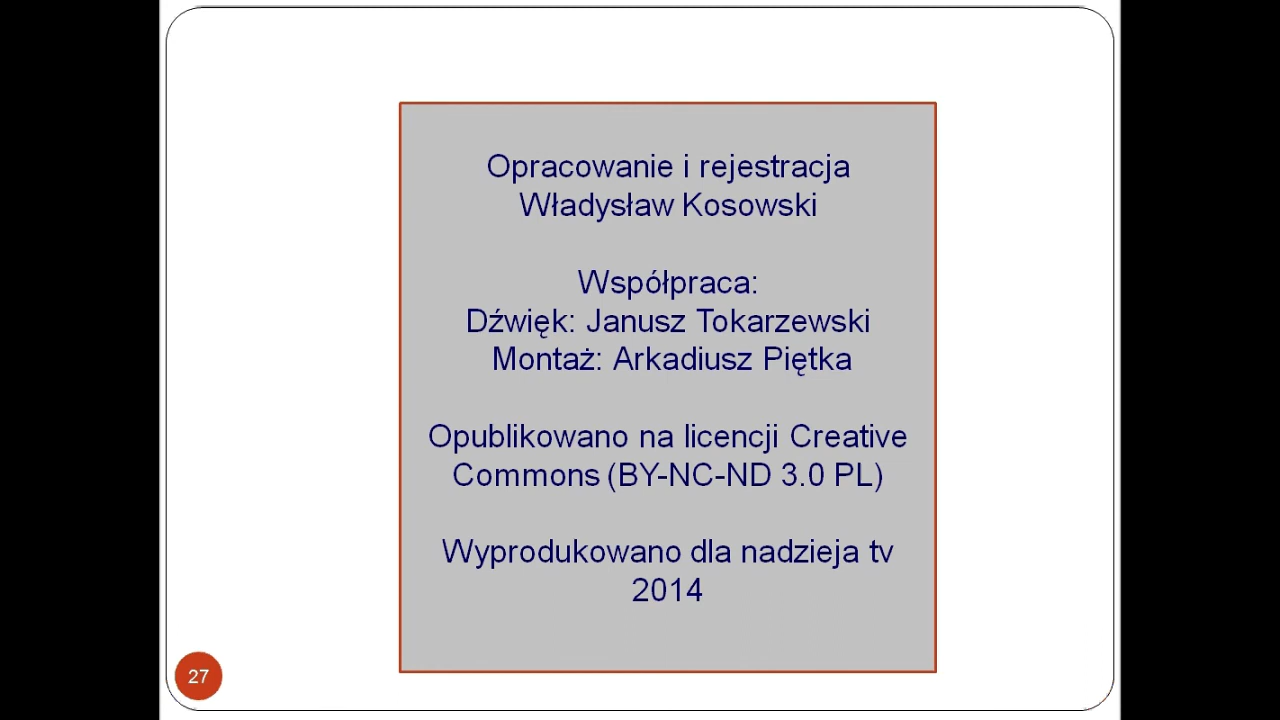 Opracowanie i rejestracja
Władysław Kosowski
Współpraca:
Dźwięk: Janusz Tokarzewski
Montaż: Arkadiusz Piętka
Opublikowano na licencji Creative
Commons (BY-NC-ND 3.0 PL)
Wyprodukowano dla nadzieja tv
2014
27